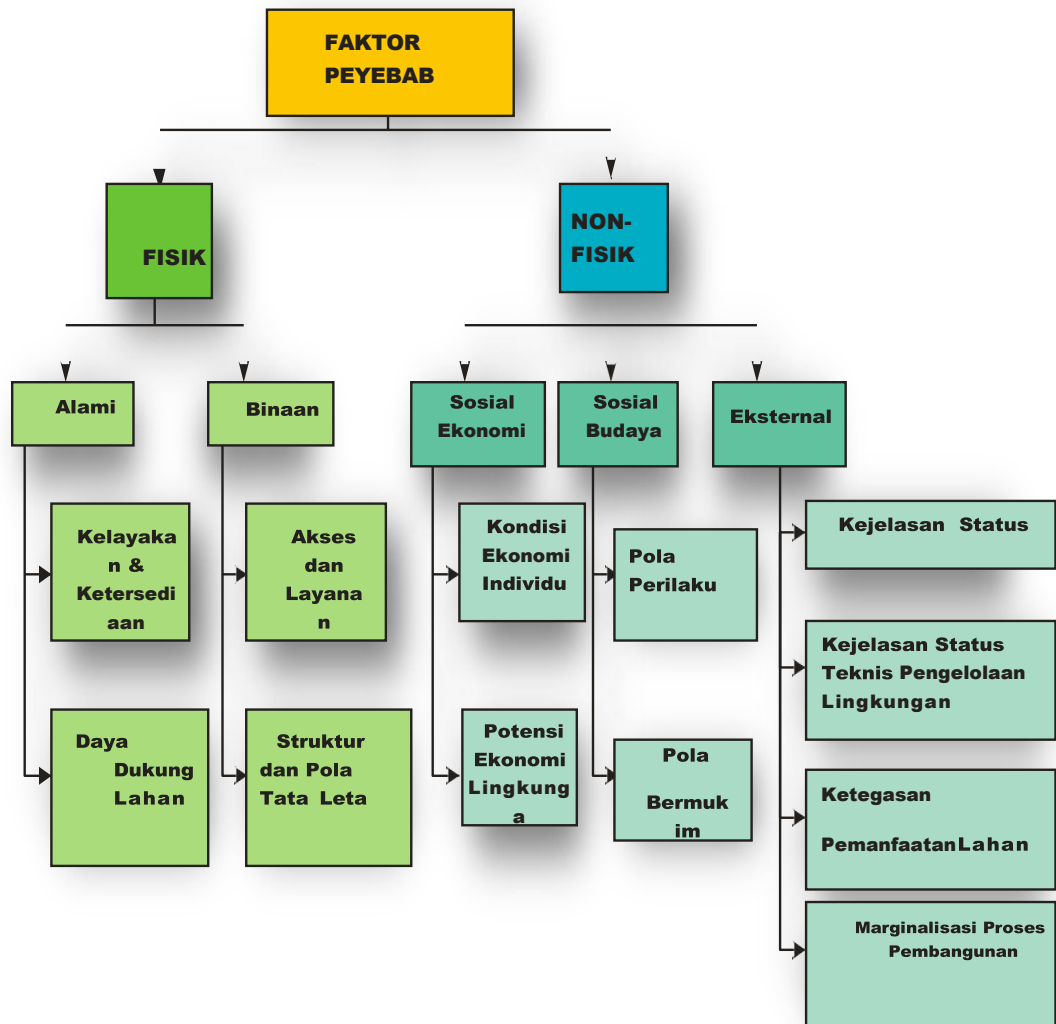 FAKTOR
PEYEBAB
FISIK
NON-
FISIK
Alami
Binaan
Sosial
Ekonomi
Sosial
Budaya
Eksternal
Kelayaka
n &
Ketersedi
aan
Akses
dan
Layana
n
Kondisi
Ekonomi
Individu
Pola
Perilaku
Kejelasan Status
Kejelasan Status
Teknis Pengelolaan
Lingkungan
Daya
Dukung
Lahan
Struktur
dan Pola
Tata Leta
Potensi
Ekonomi
Lingkung
a
Pola
Bermuk
im
Ketegasan
PemanfaatanLahan
Marginalisasi Proses
Pembangunan